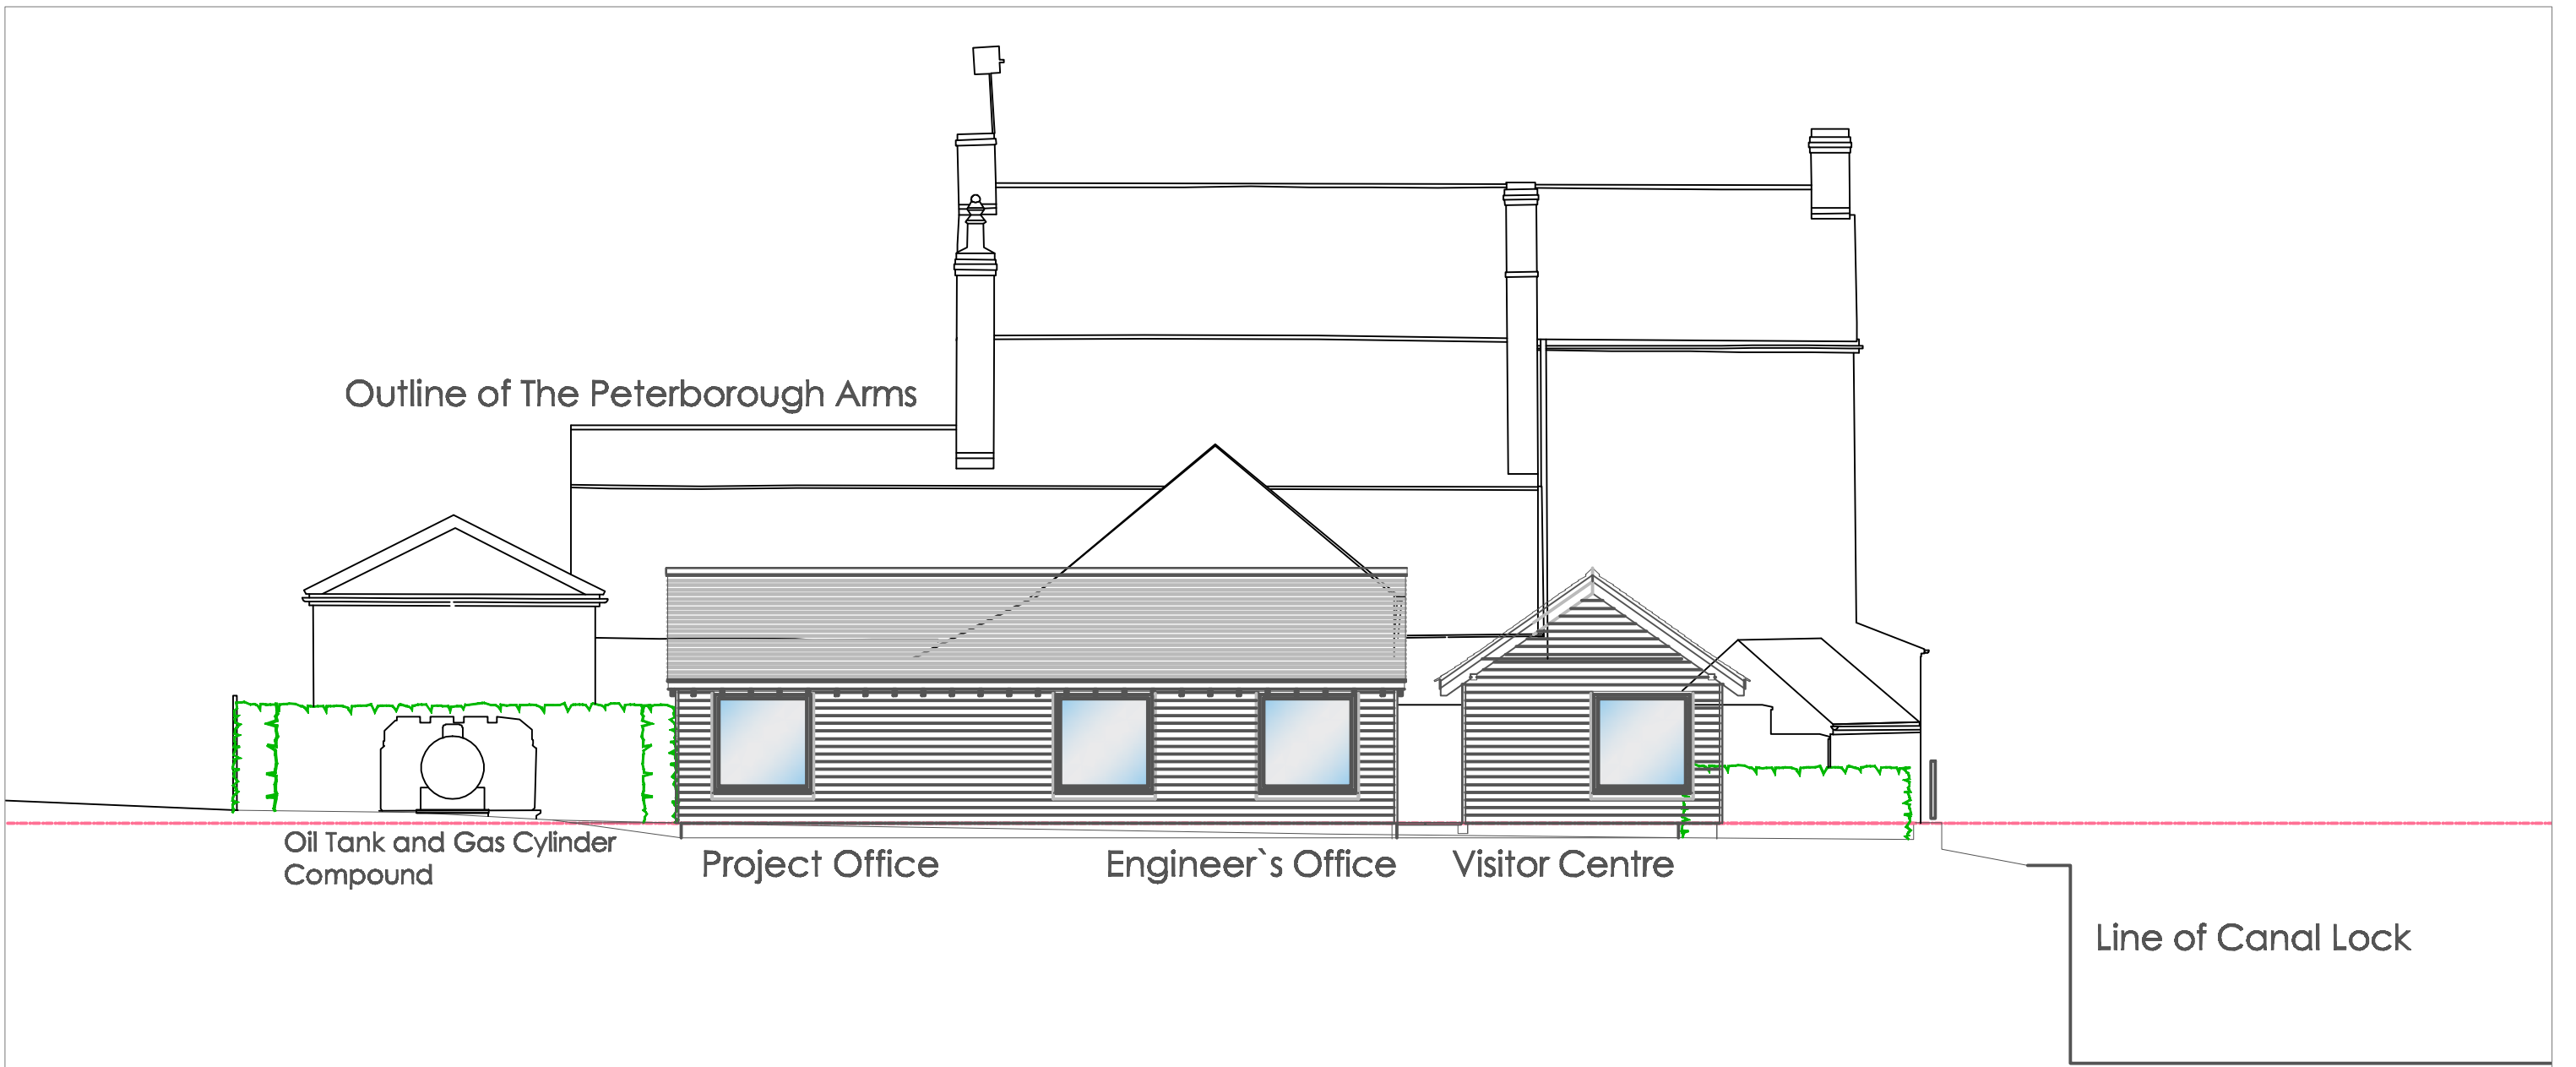 Outline of The Peterborough Arms
Oil Tank and Gas Cylinder
Compound
Project Office
Engineer`s Office
Visitor Centre
Line of Canal Lock